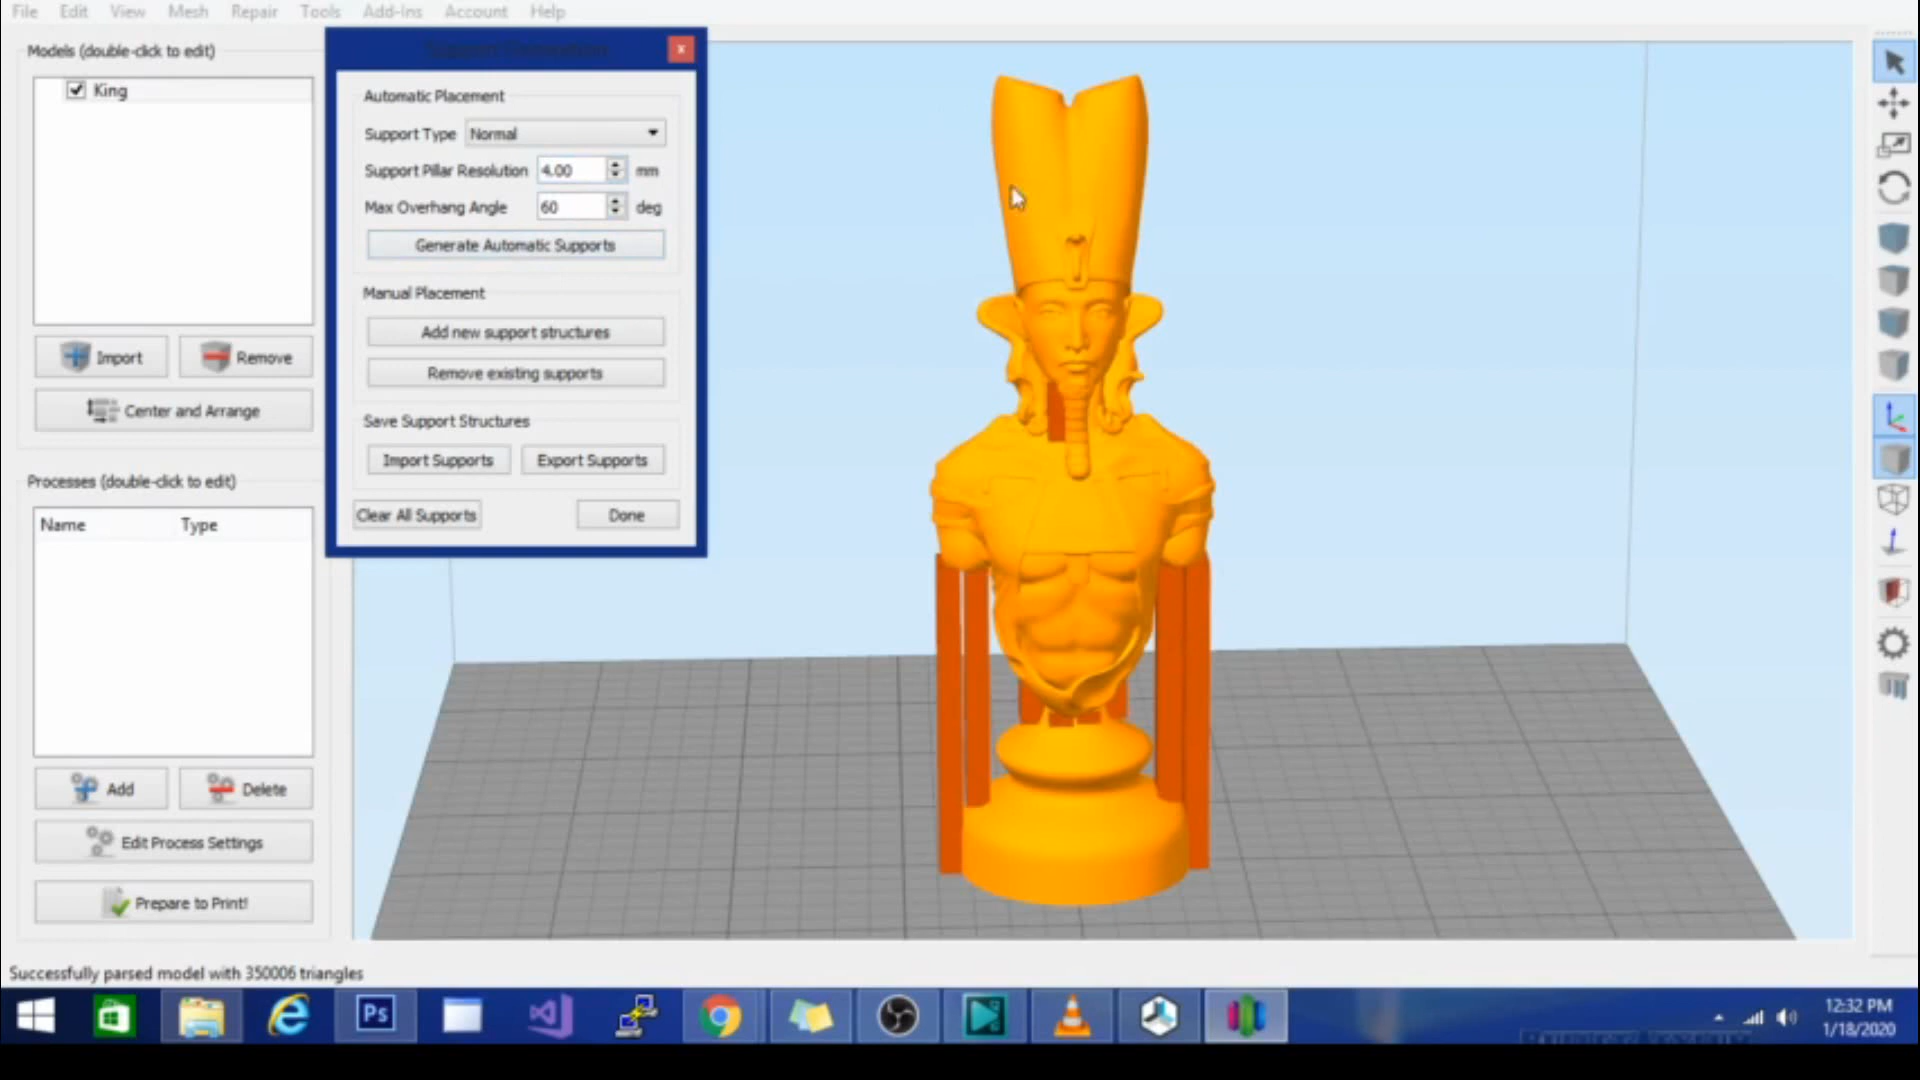 File Edit View Mesh Repair Tools Add-Ins Account Help
Models (double-click to edit)
King
Import Remove
Center and Arrange
Processes (double-click to edit)
Name Type
Add Delete
Edit Process Settings
Prepare to Print!
Successfully parsed model with 350006 triangles
Automatic Placement
Support Type Normal
Support Pillar Resolution 4.00 mm
Max Overhang Angle 60 deg
Generate Automatic Supports
Manual Placement
Add new support structures
Remove existing supports
Save Support Structures
Import Supports Export Supports
Clear All Supports Done
Ps
12:32 PM
1/18/2020